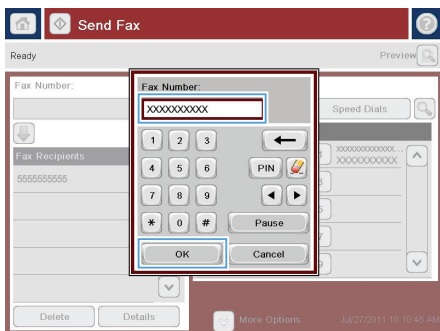 Send Fax
Ready
Preview
Fax Number:
Fax Number:
XXXXXXXXXX
Speed Dials
1 2 3
4 5 6 PIN
7 8 9
* 0 # Pause
OK Cancel
Fax Recipients
5555555555
XXXXXXXXXXXXX...
XXXXXXXXXX
Delete Details
More Options
Jul/27/2011 10:10:46 AM